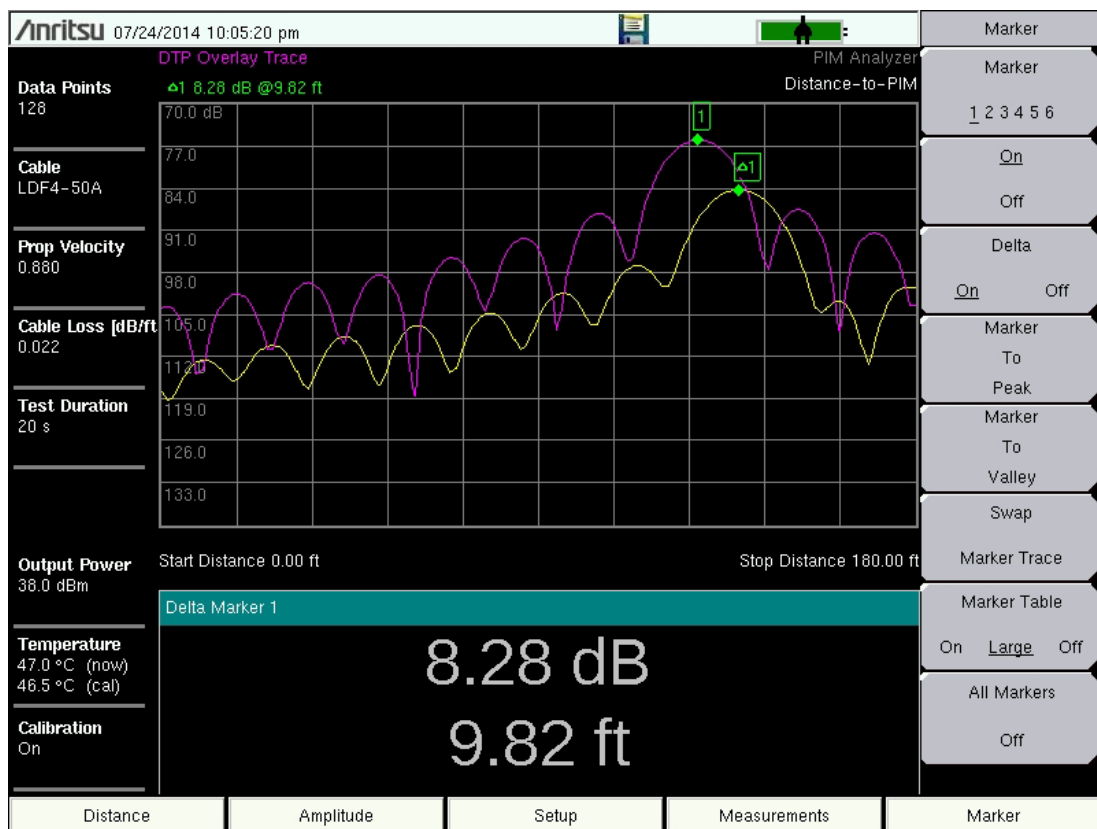 /Inritsu 07/24/2014 10:05:20 pm
DTP Overlay Trace
PIM Analyzer
1 8.28 dB @9.82 ft
Distance-to-PIM
Data Points
128
Cable
LDF4-50A
Prop Velocity
0.880
Cable Loss [dB/ft
0.022
Test Duration
20 s
Output Power
38.0 dBm
Temperature
47.0 °C (now)
46.5 °C (cal)
Calibration
On
70.0 dB
77.0
84.0
91.0
98.0
105.0
112.0
119.0
126.0
133.0
1
1
Start Distance 0.00 ft
Stop Distance 180.00 ft
Delta Marker 1
8.28 dB
9.82 ft
Marker
Marker
1 2 3 4 5 6
On
Off
Delta
On Off
Marker
To
Peak
Marker
To
Valley
Swap
Marker Trace
Marker Table
On Large Off
All Markers
Off
Distance
Amplitude
Setup
Measurements
Marker